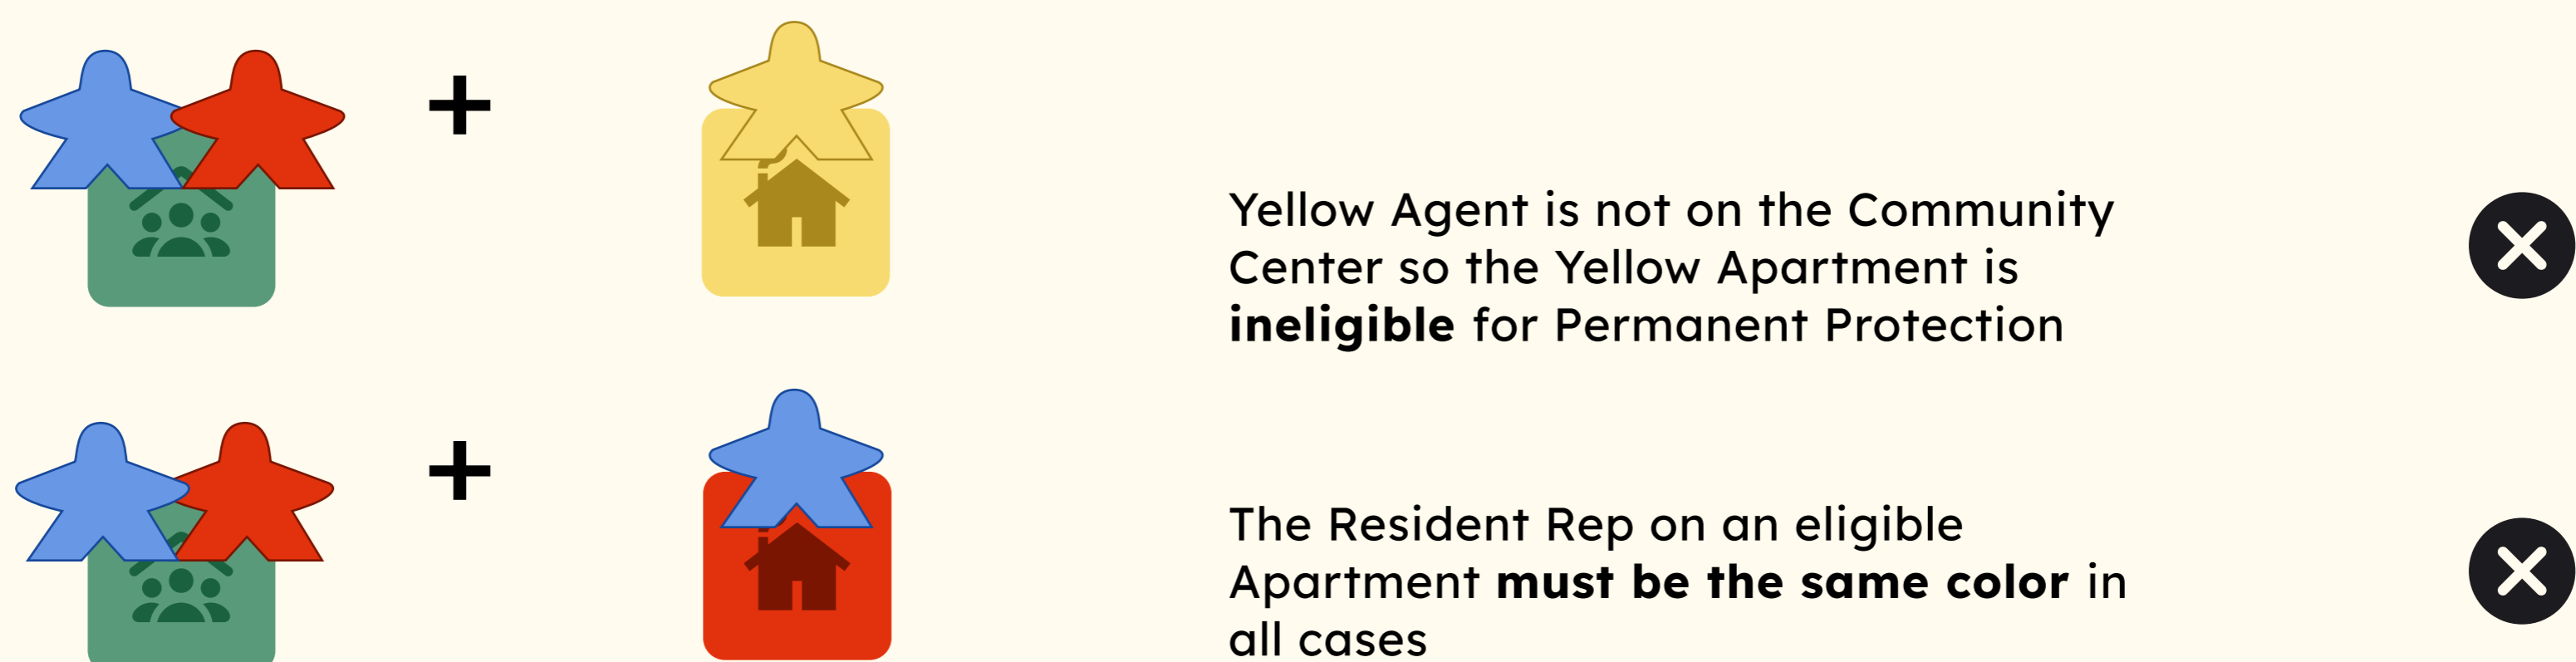 Yellow Agent is not on the Community
Center so the Yellow Apartment is
ineligible for Permanent Protection
The Resident Rep on an eligible
Apartment must be the same color in
all cases